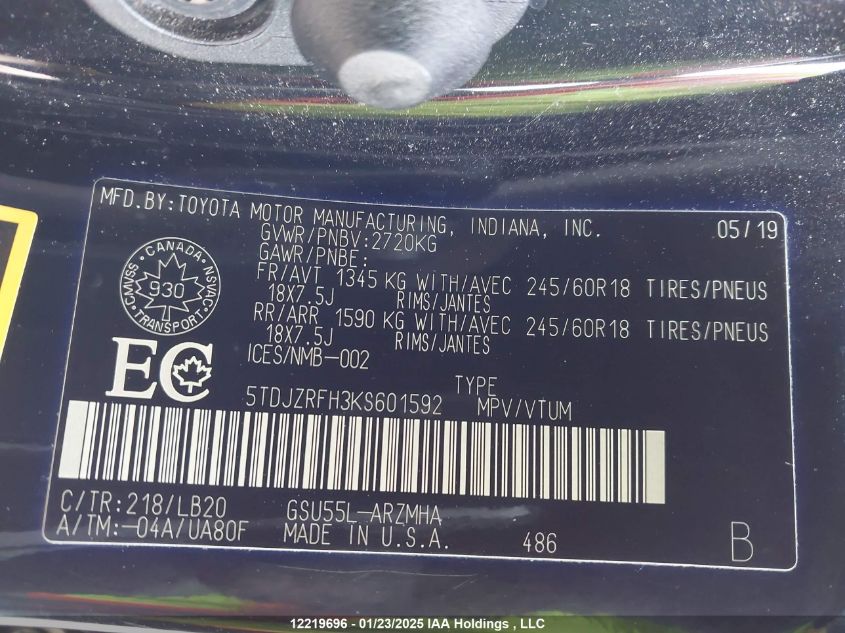 MFD.BY:TOYOTA MOTOR MANUFACTURING, INDIANA, INC. 05/19
GVWR/PNBV:2720KG
GAWR/PNBE:
FR/AVT 1345 KG WITH/AVEC 245/60R18 TIRES/PNEUS
18X7.5J RIMS/JANTES
RR/ARR 1590 KG WITH/AVEC 245/60R18 TIRES/PNEUS
18X7.5J RIMS/JANTES
ICES/NMB-002
CANADA
CMVSS NSVAC
930
TRANSPORT
EC
TYPE
5TDJZRFH3KS601592 MPV/VTUM
C/TR:218/LB20 GSU55L-ARZMHA
A/TM:-04A/UA80F MADE IN U.S.A. 486 B
12219696 - 01/23/2025 IAA Holdings , LLC